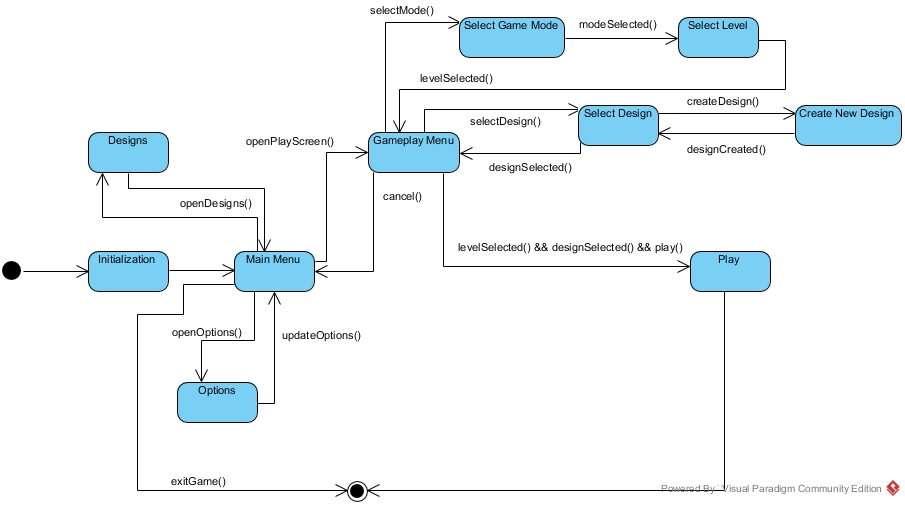 selectMode()
Select Game Mode
modeSelected()
Select Level
levelSelected()
selectDesign()
Select Design
createDesign()
Create New Design
designCreated()
designSelected()
Designs
openPlayScreen()
Gameplay Menu
cancel()
openDesigns()
levelSelected() && designSelected() && play()
Initialization
Main Menu
Play
openOptions()
updateOptions()
Options
exitGame()
Powered By Visual Paradigm Community Edition